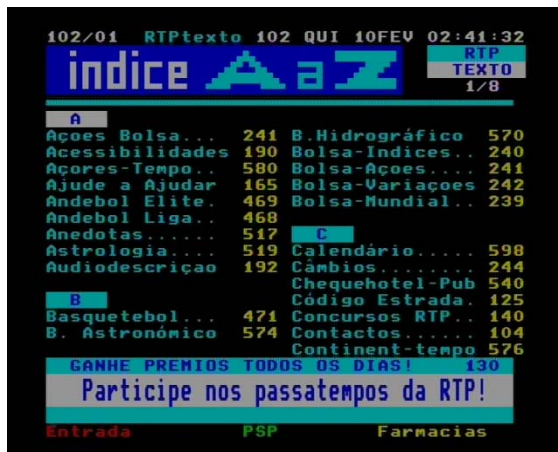 102/01 RTPtexto 102 QUI 10FEV 02:41:32
índice A a Z
RTP
TEXTO
1/8
A
Açoes Bolsa... 241
Acessibilidades 190
Açores-Tempo.. 580
Ajude a Ajudar 165
Andebol Elite. 469
Andebol Liga.. 468
Anedotas...... 517
Astrologia.... 519
Audiodescriçao 192
B
Basquetebol... 471
B. Astronómico 574
B.Hidrográfico 570
Bolsa-Indices.. 240
Bolsa-Açoes.... 241
Bolsa-Variaçoes 242
Bolsa-Mundial.. 239
C
Calendário..... 598
Câmbios........ 244
Chequehotel-Pub 540
Código Estrada. 125
Concursos RTP.. 140
Contactos...... 104
Continent-tempo 576
GANHE PREMIOS TODOS OS DIAS! 130
Participe nos passatempos da RTP!
Entrada PSP Farmacias